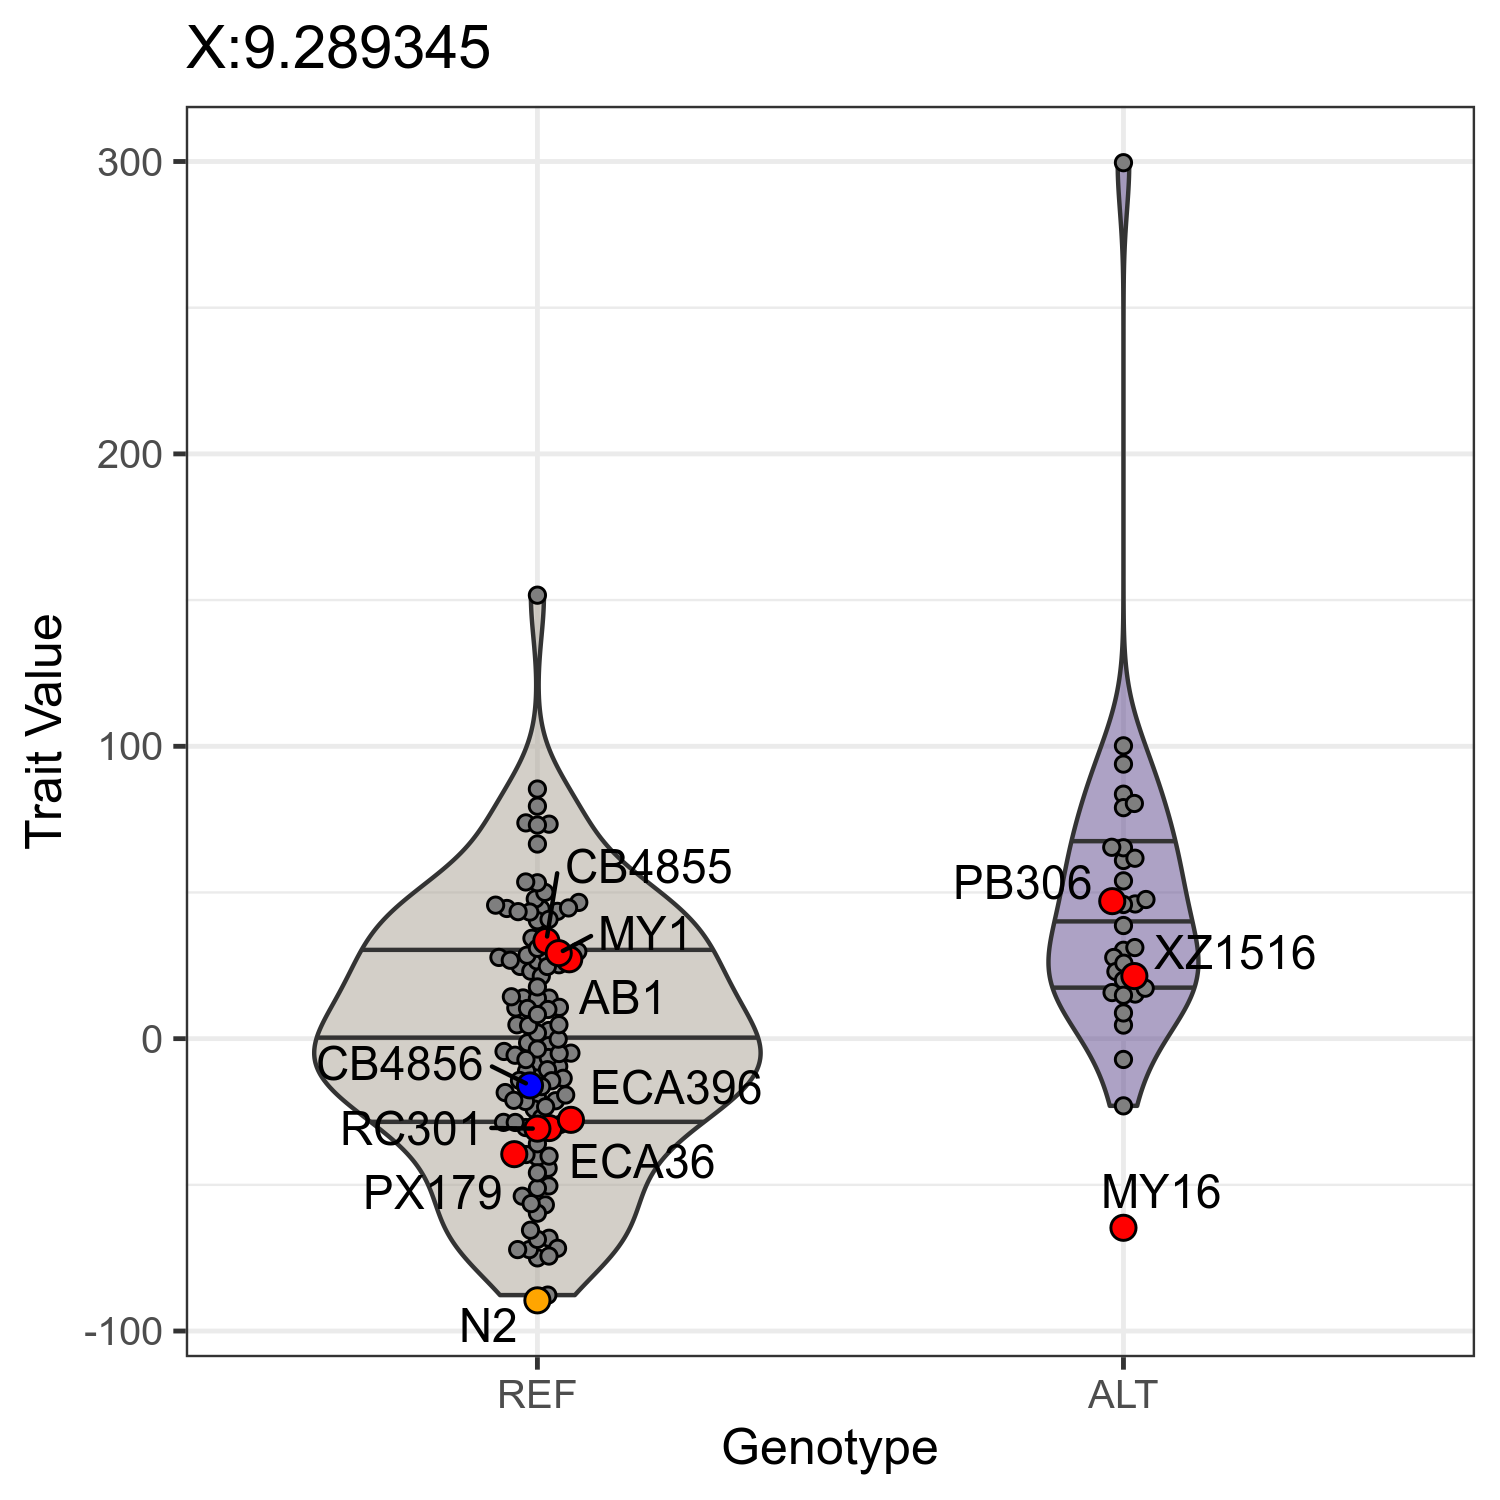 X:9.289345
300
200
100
0
-100
Trait Value
CB4855
MY1
AB1
CB4856
ECA396
RC301
ECA36
PX179
N2
PB306
XZ1516
MY16
REF
ALT
Genotype